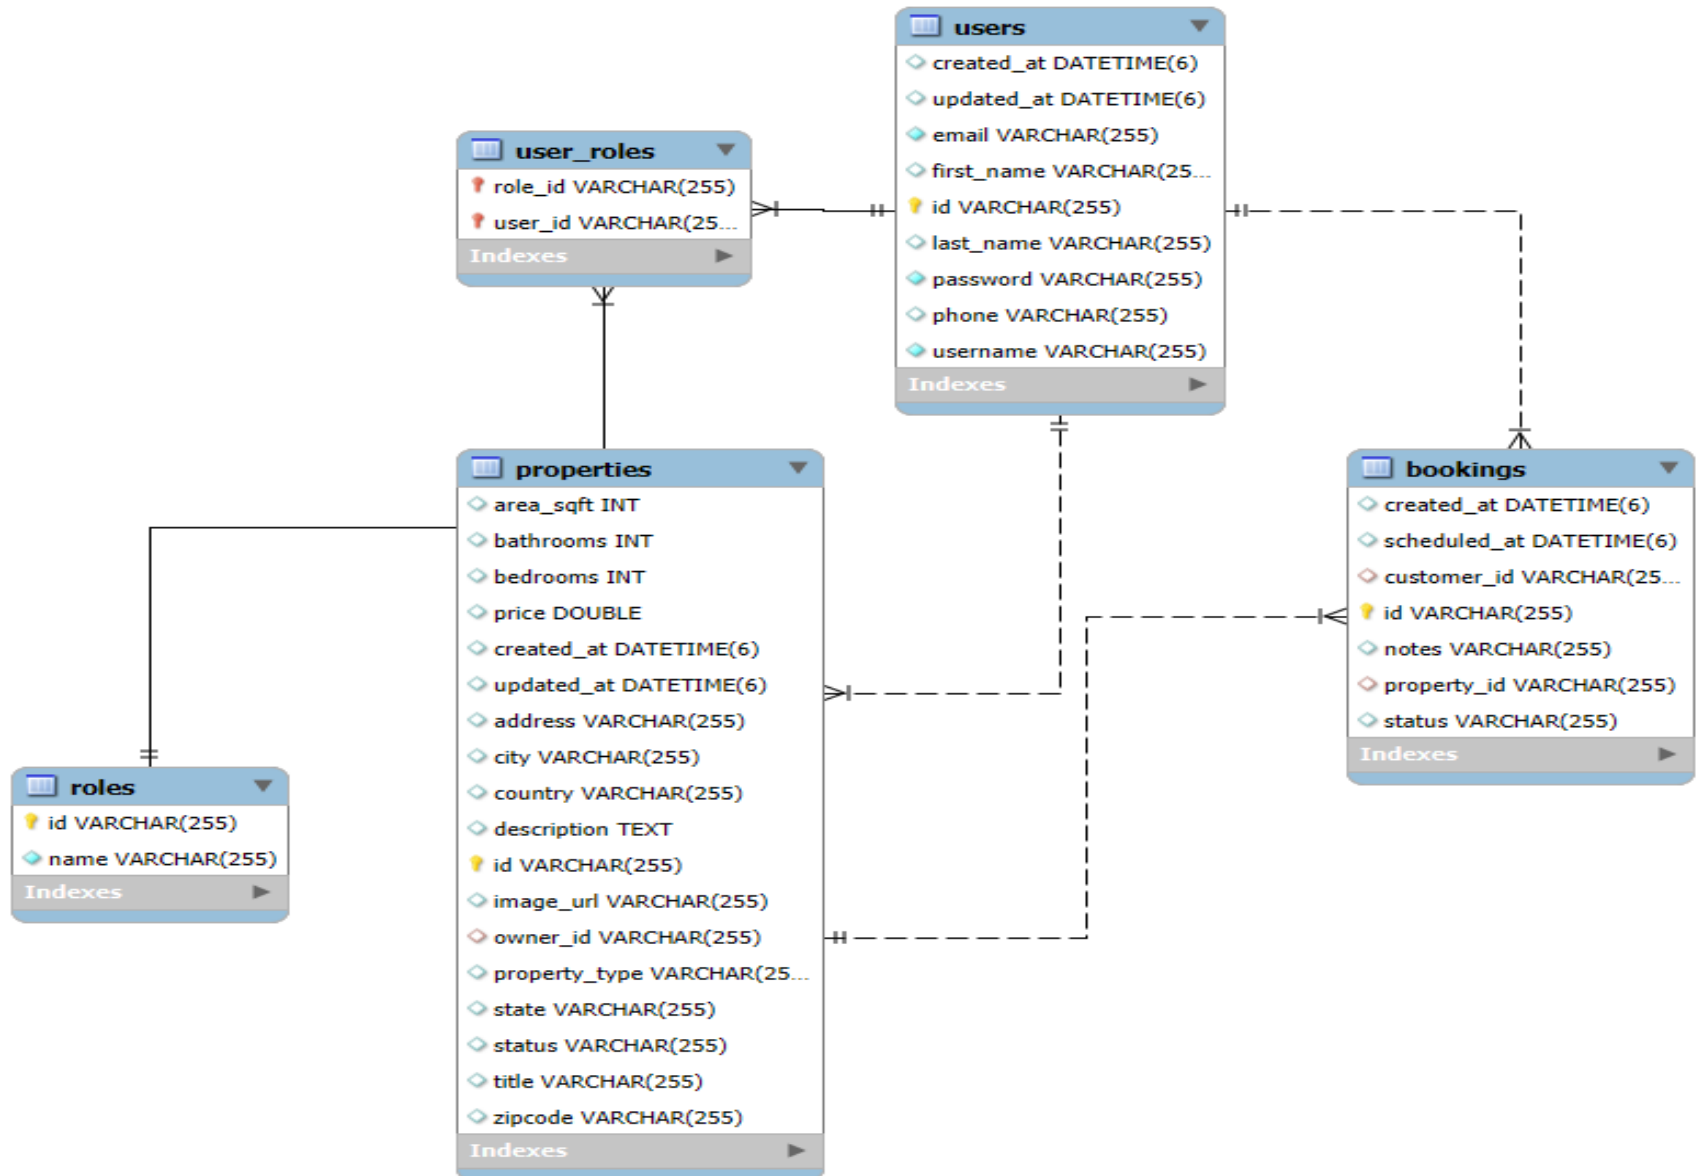 users
created_at DATETIME(6)
updated_at DATETIME(6)
email VARCHAR(255)
first_name VARCHAR(25...
id VARCHAR(255)
last_name VARCHAR(255)
password VARCHAR(255)
phone VARCHAR(255)
username VARCHAR(255)
Indexes
user_roles
role_id VARCHAR(255)
user_id VARCHAR(25...
Indexes
properties
area_sqft INT
bathrooms INT
bedrooms INT
price DOUBLE
created_at DATETIME(6)
updated_at DATETIME(6)
address VARCHAR(255)
city VARCHAR(255)
country VARCHAR(255)
description TEXT
id VARCHAR(255)
image_url VARCHAR(255)
owner_id VARCHAR(255)
property_type VARCHAR(25...
state VARCHAR(255)
status VARCHAR(255)
title VARCHAR(255)
zipcode VARCHAR(255)
Indexes
bookings
created_at DATETIME(6)
scheduled_at DATETIME(6)
customer_id VARCHAR(25...
id VARCHAR(255)
notes VARCHAR(255)
property_id VARCHAR(255)
status VARCHAR(255)
Indexes
roles
id VARCHAR(255)
name VARCHAR(255)
Indexes